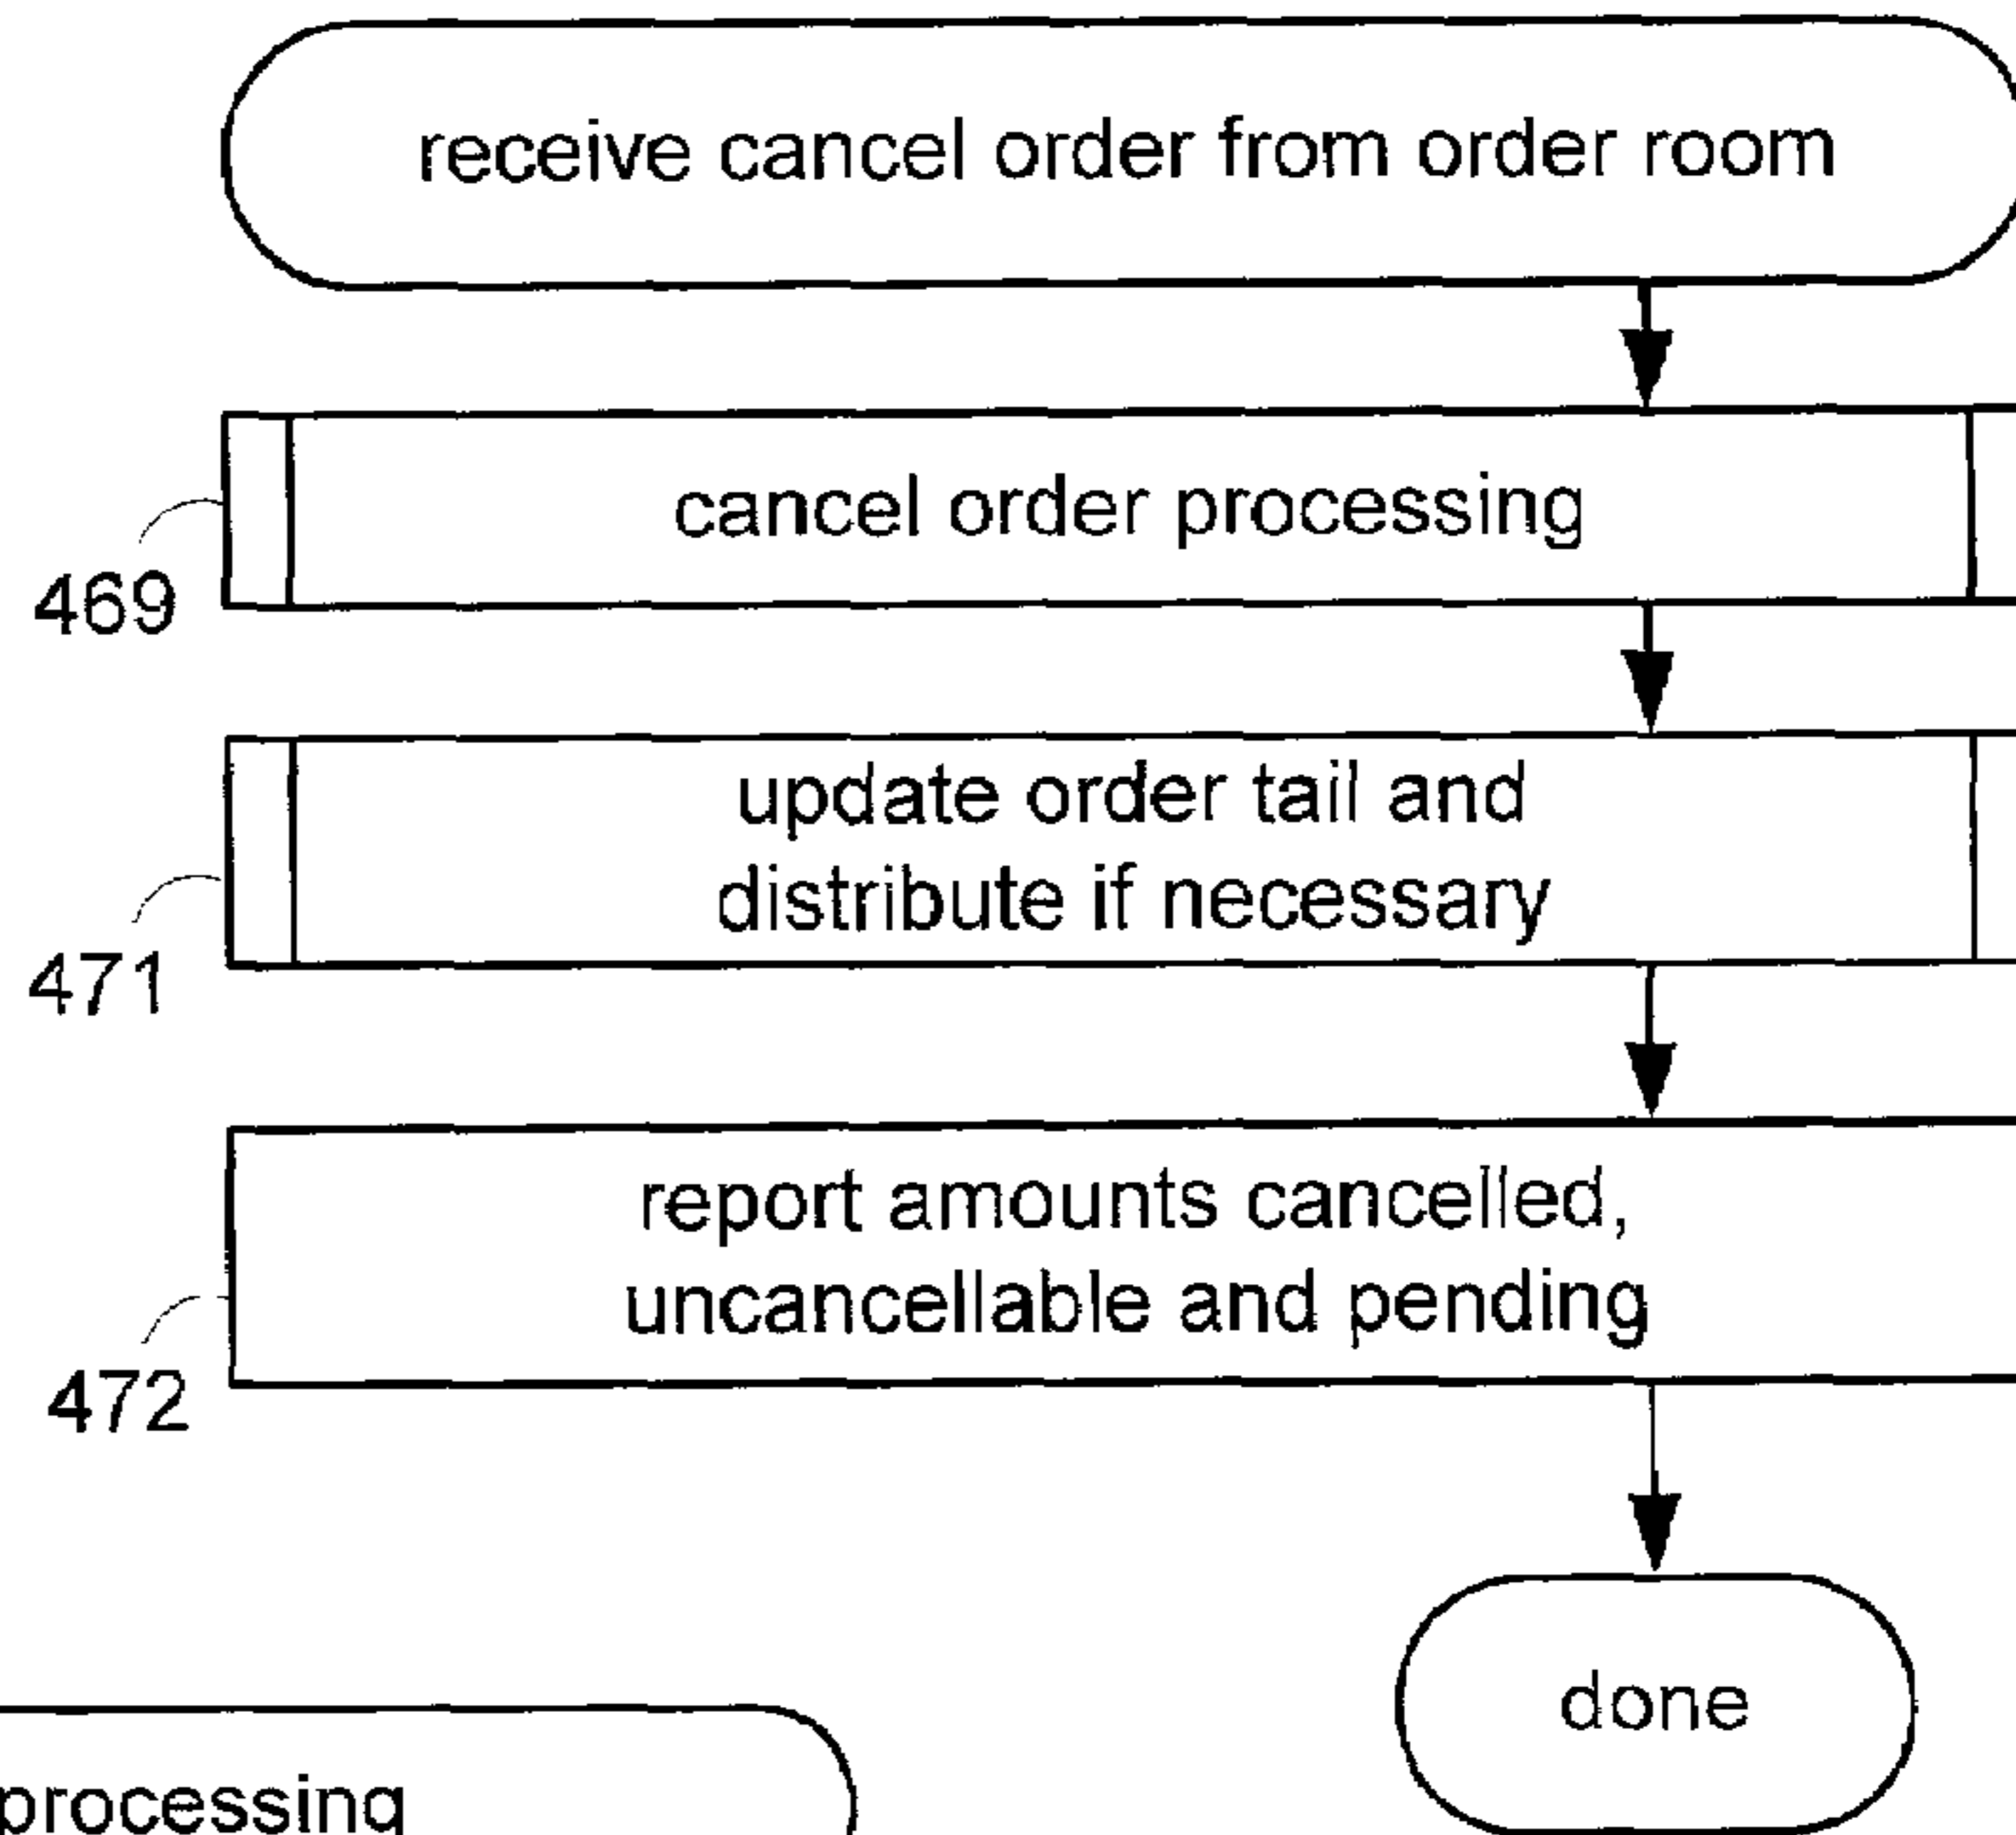 receive cancel order from order room
cancel order processing
469
update order tail and
distribute if necessary
471
report amounts cancelled,
uncancellable and pending
472
done
processing